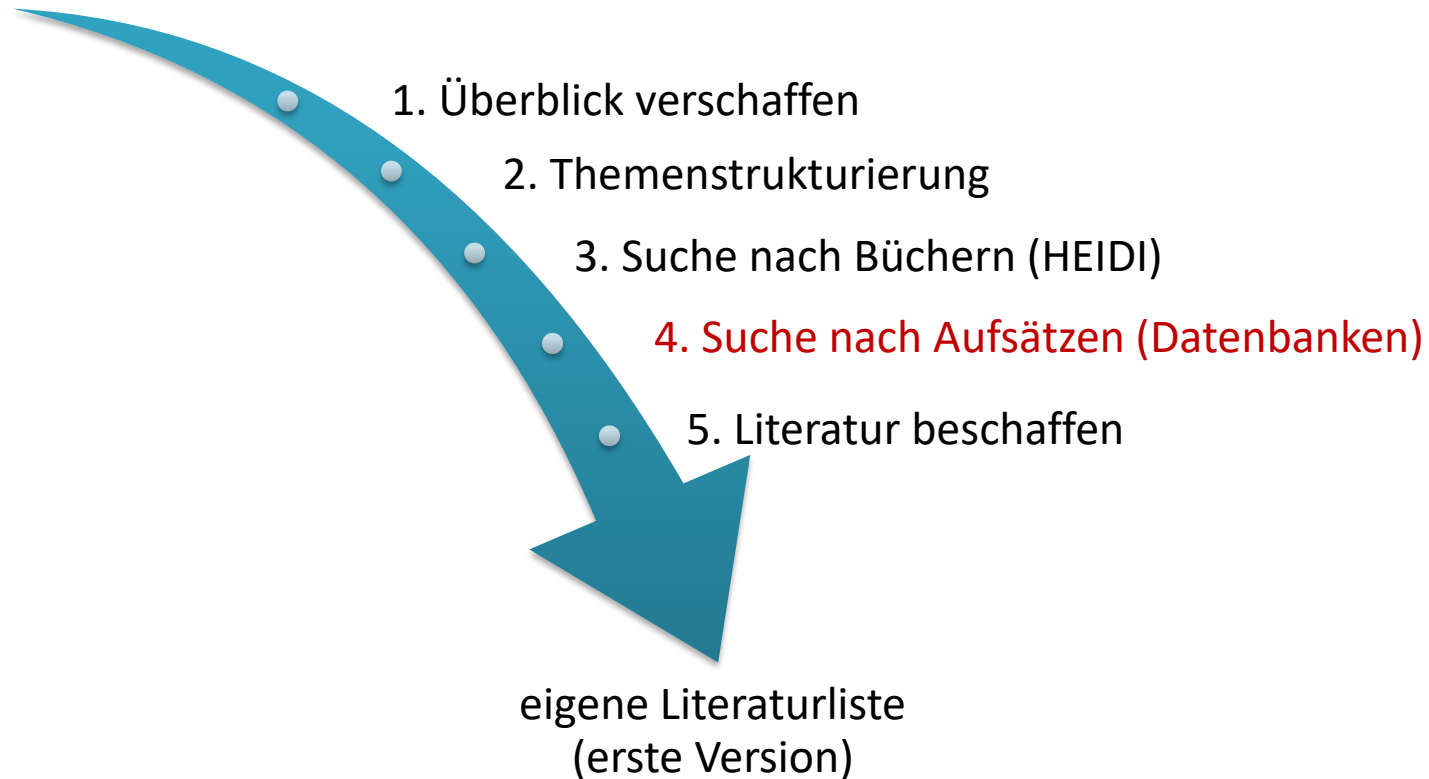 1. Überblick verschaffen
2. Themenstrukturierung
3. Suche nach Büchern (HEIDI)
4. Suche nach Aufsätzen (Datenbanken)
5. Literatur beschaffen
eigene Literaturliste
(erste Version)